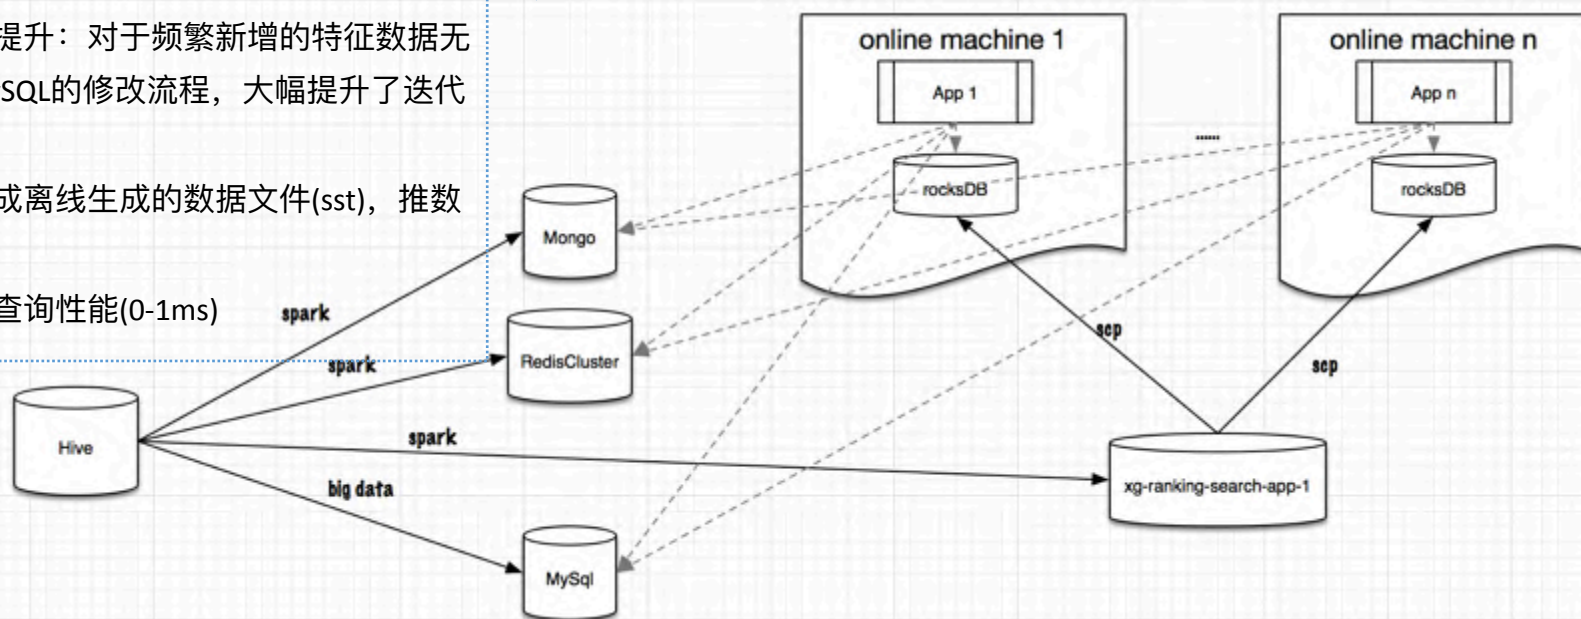 提升：对于频繁新增的特征数据无
SQL的修改流程，大幅提升了迭代
成离线生成的数据文件(sst)，推数
查询性能(0-1ms)
online machine 1
App 1
rocksDB
......
online machine n
App n
rocksDB
Mongo
RedisCluster
Hive
MySql
xg-ranking-search-app-1
spark
spark
spark
big data
scp
scp